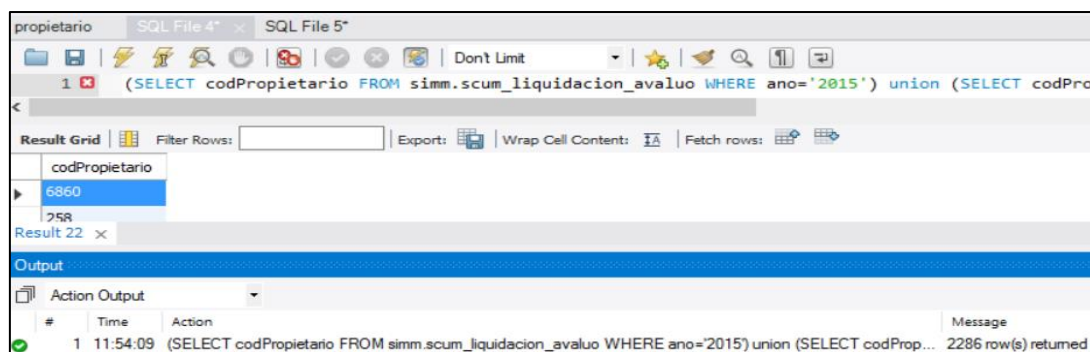 propietario SQL File 4* × SQL File 5*
Don't Limit
1 (SELECT codPropietario FROM simm.scum_liquidacion_avaluo WHERE ano='2015') union (SELECT codPro
Result Grid Filter Rows: Export: Wrap Cell Content: Fetch rows:
codPropietario
6860
258
Result 22 ×
Output
Action Output
# Time Action Message
1 11:54:09 (SELECT codPropietario FROM simm.scum_liquidacion_avaluo WHERE ano='2015') union (SELECT codProp... 2286 row(s) returned